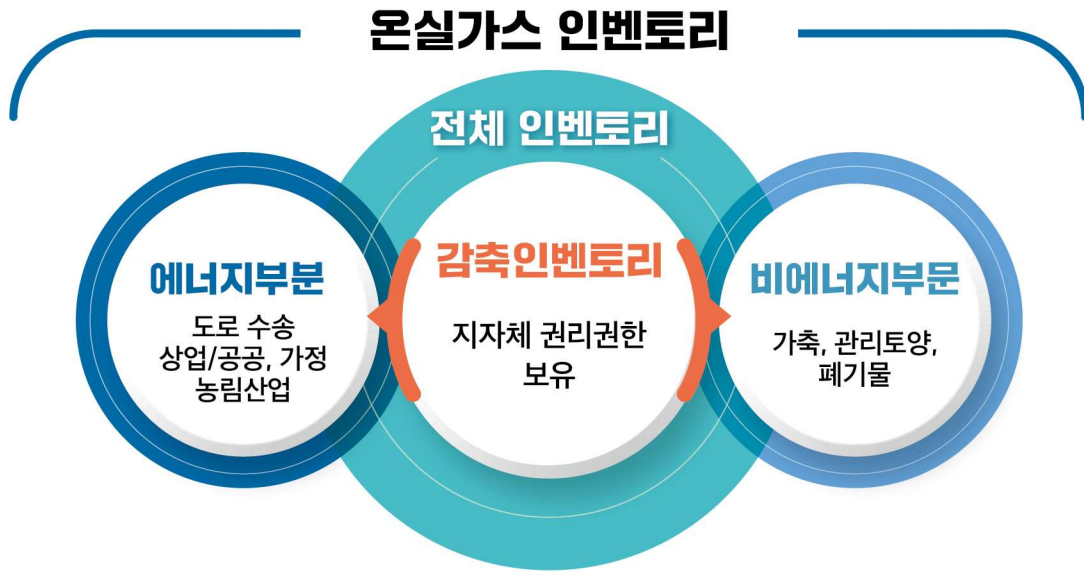 온실가스 인벤토리
전체 인벤토리
에너지부분
도로 수송
상업/공공, 가정
농림산업
감축인벤토리
지자체 권리권한
보유
비에너지부문
가축, 관리토양,
폐기물